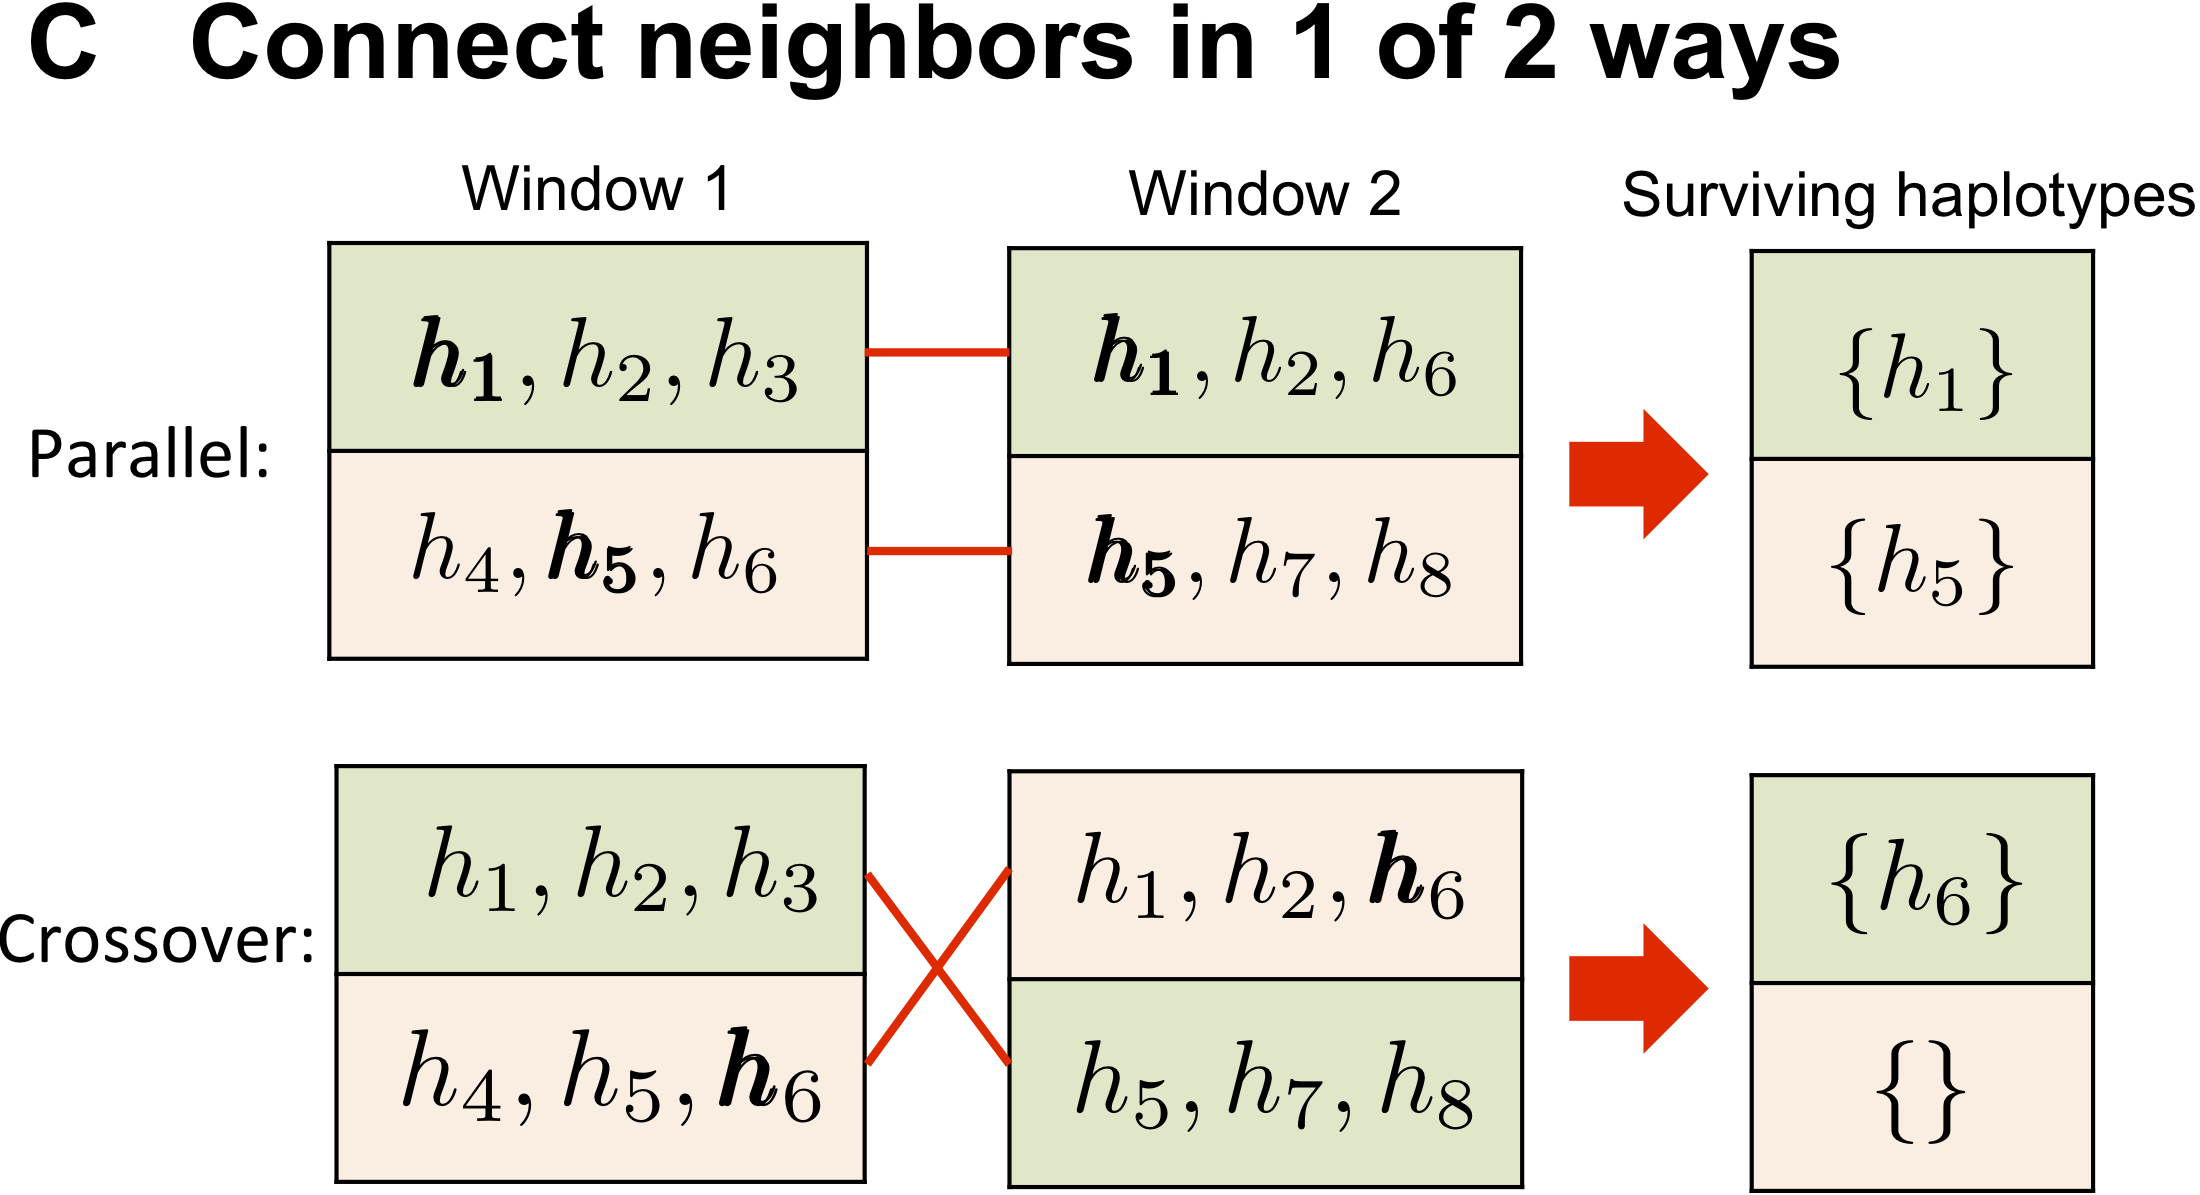 C Connect neighbors in 1 of 2 ways
Window 1 Window 2 Surviving haplotypes
h₁, h₂, h₃ h₁, h₂, h₆ {h₁}
Parallel:
h₄, h₅, h₆ h₅, h₇, h₈ {h₅}
h₁, h₂, h₃ h₁, h₂, h₆ {h₆}
Crossover:
h₄, h₅, h₆ h₅, h₇, h₈ {}